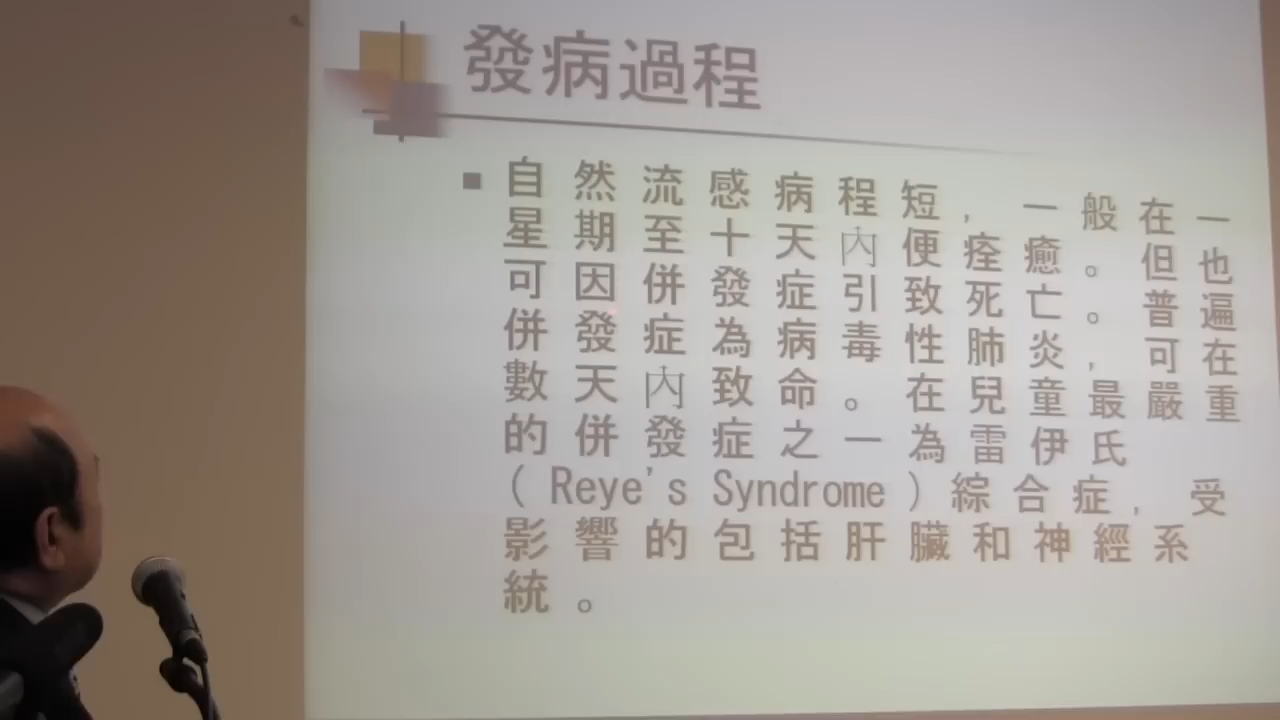 發病過程
自然流感病程短，一般在一
星期至十天內便痊癒。但也
可因併發症引致死亡。普遍
併發症為病毒性肺炎，可在
數天內致命。在兒童最嚴重
的併發症之一為雷伊氏
(Reye's Syndrome)綜合症，受
影響的包括肝臟和神經系
統。